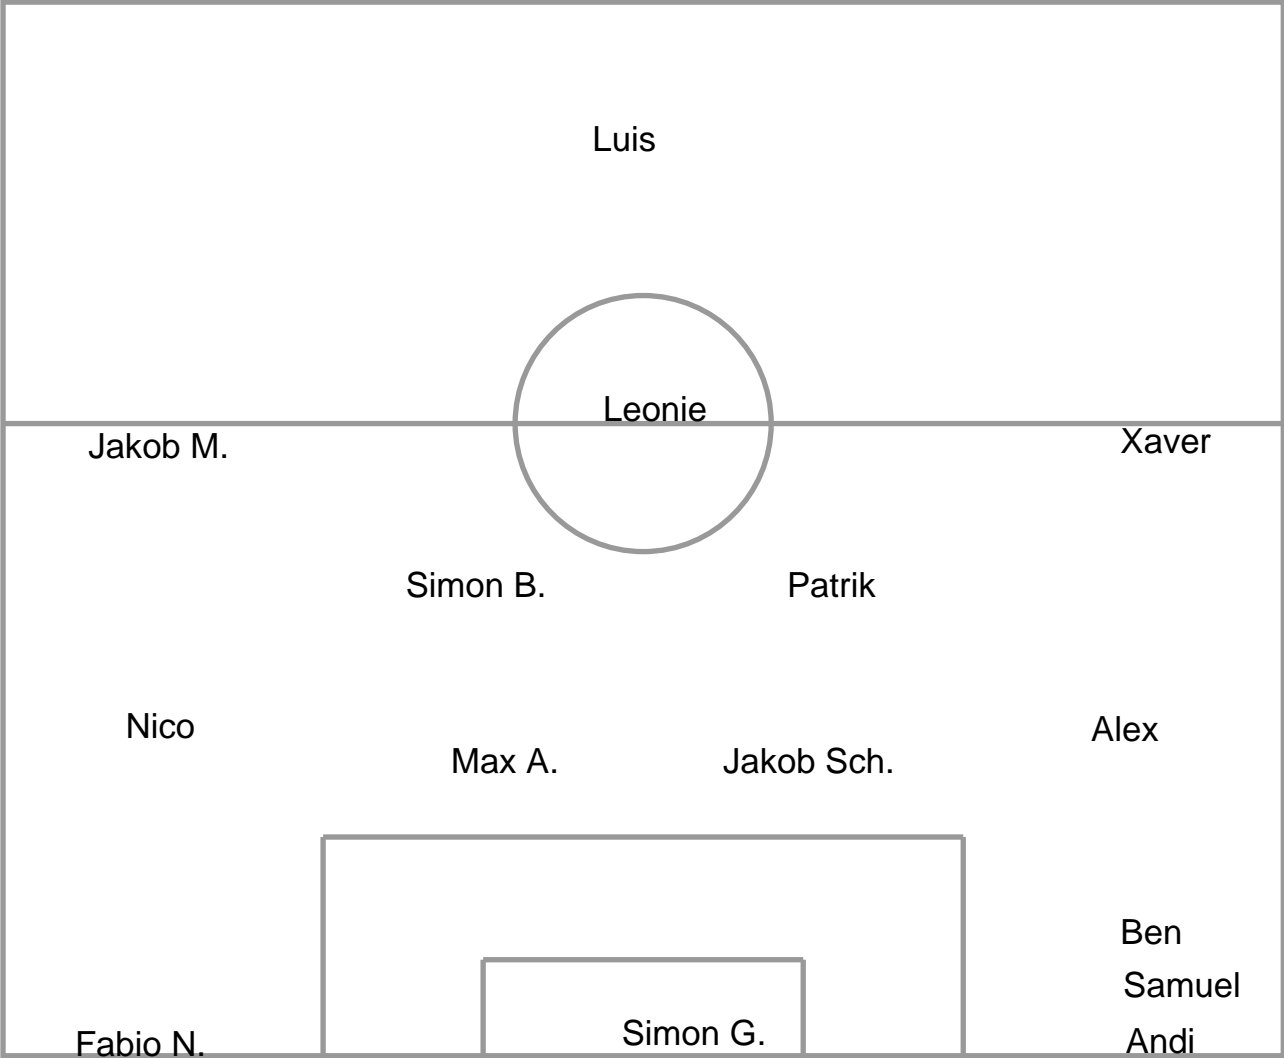 Luis
Leonie
Jakob M.
Xaver
Simon B.
Patrik
Nico
Alex
Max A.
Jakob Sch.
Ben
Samuel
Simon G.
Fabio N.
Andi